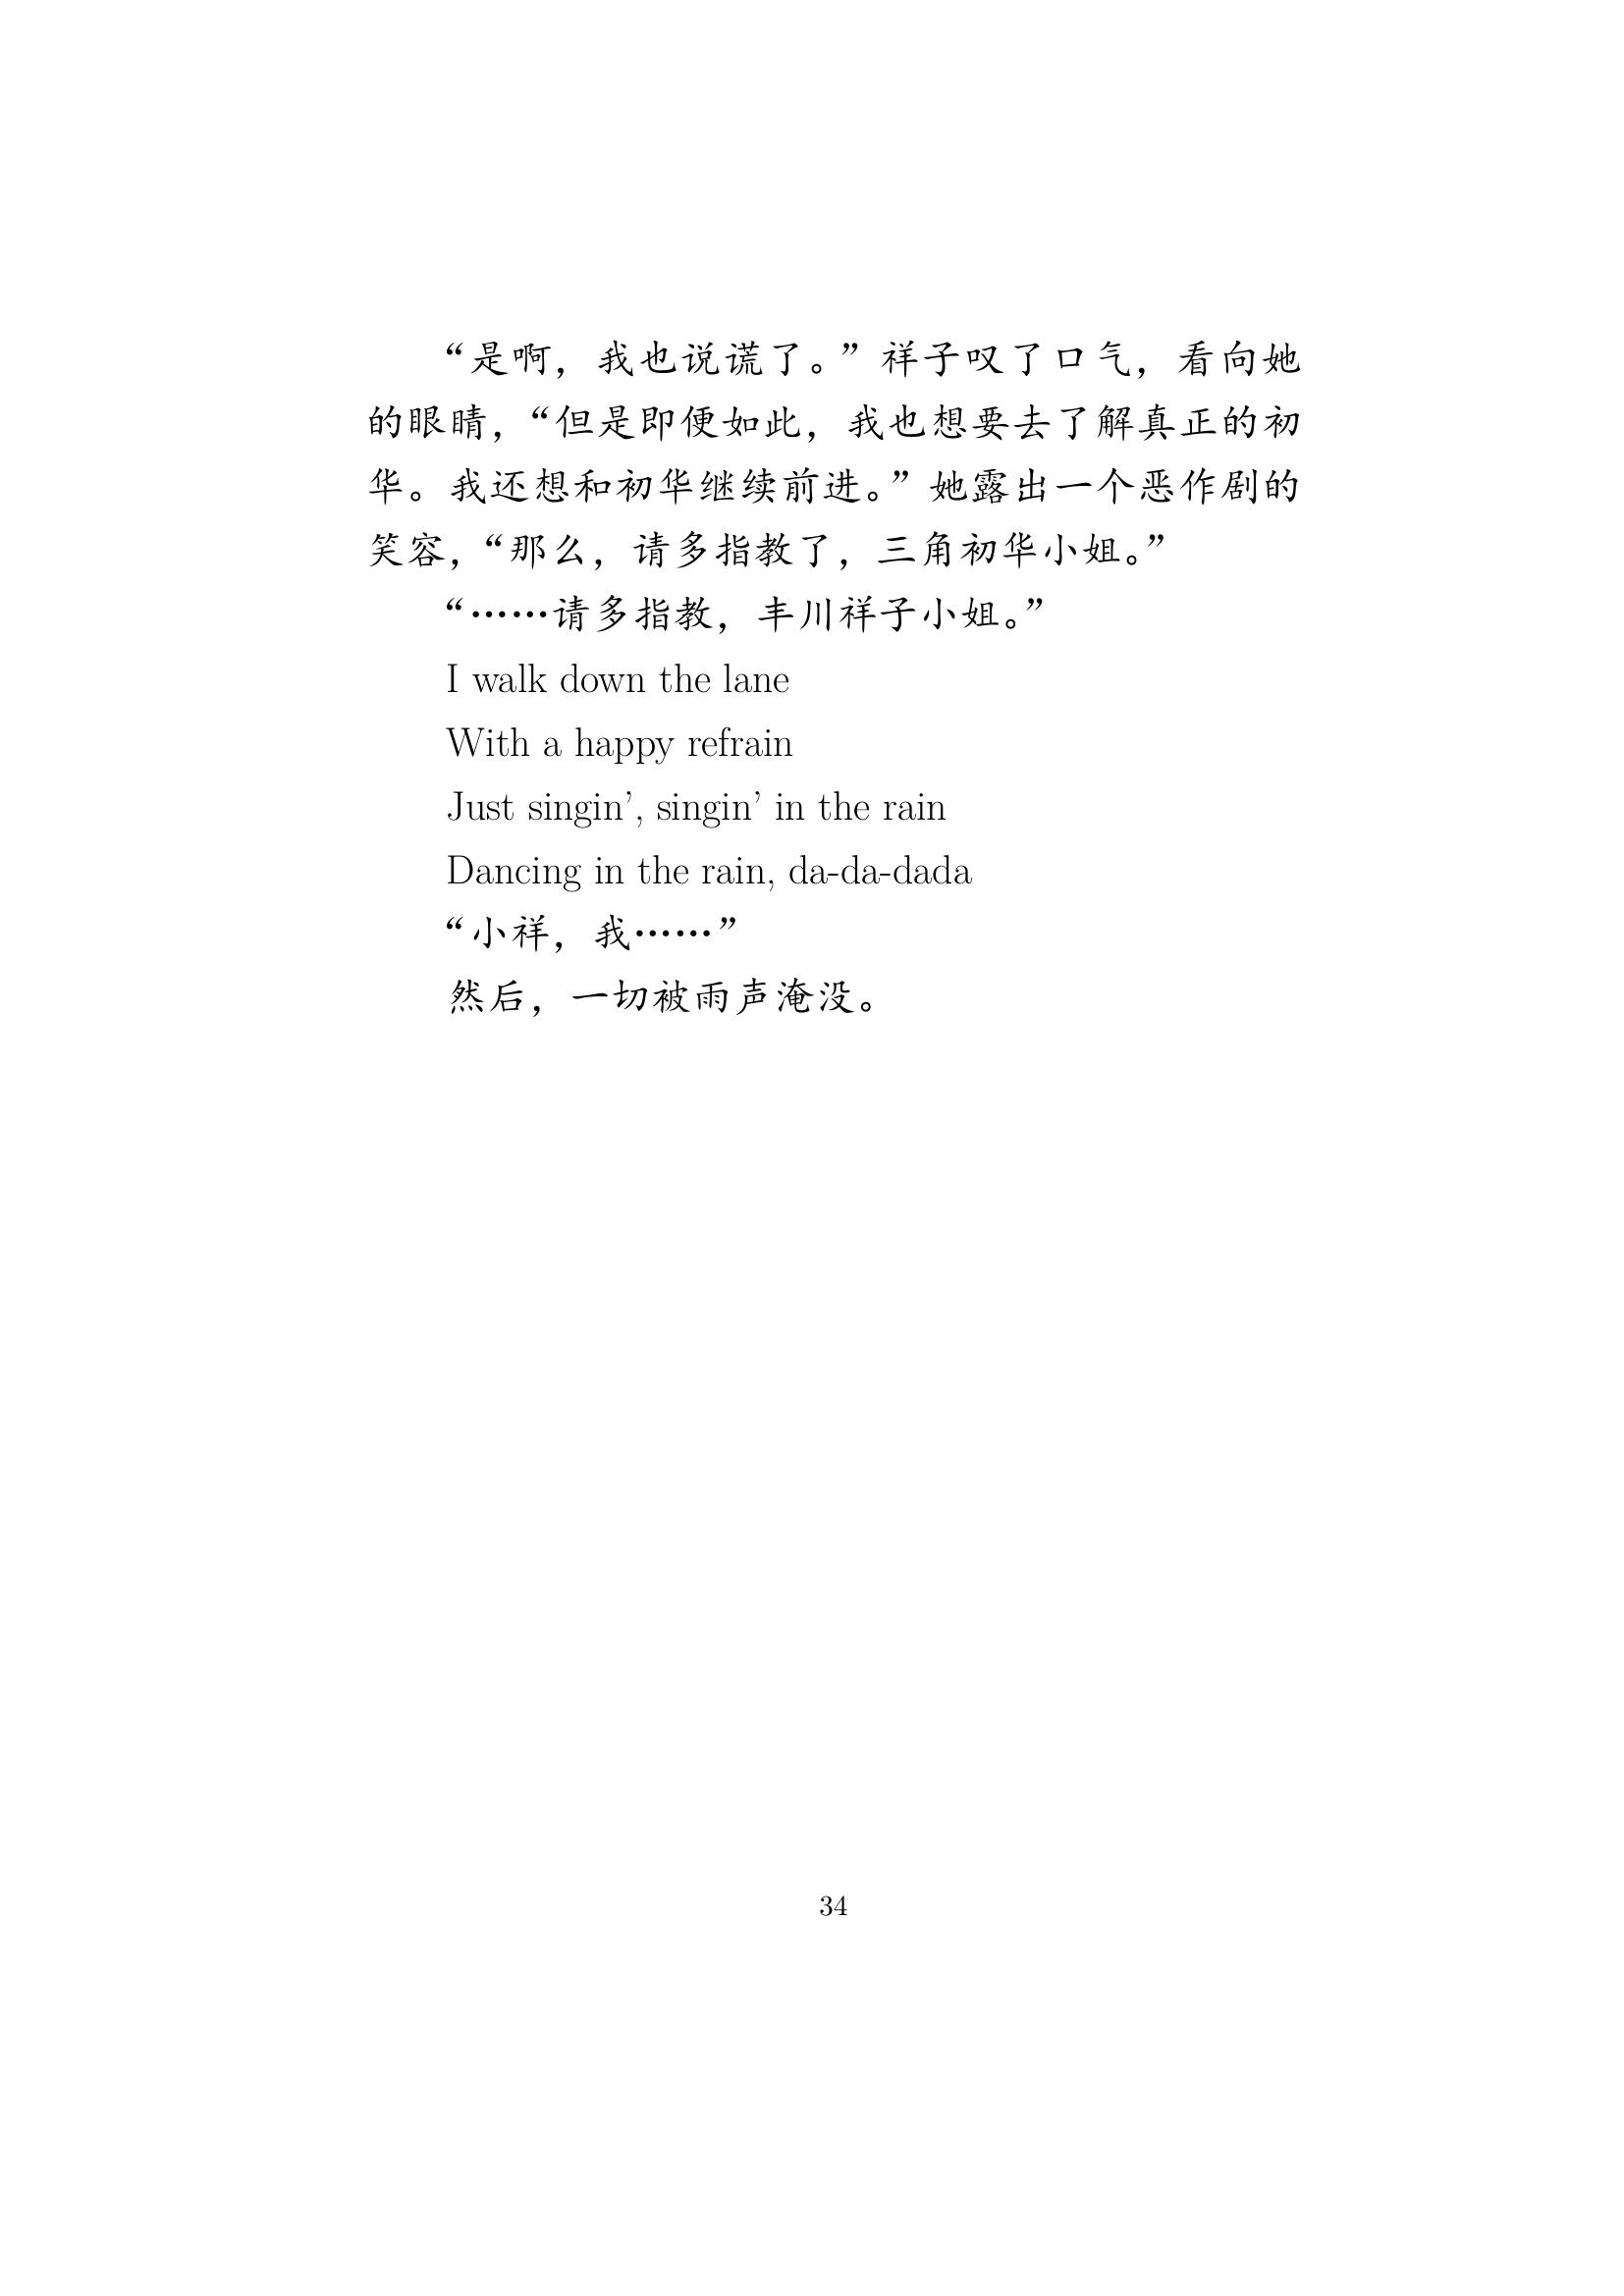 “是啊，我也说谎了。”祥子叹了口气，看向她
的眼睛，“但是即便如此，我也想要去了解真正的初
华。我还想和初华继续前进。”她露出一个恶作剧的
笑容，“那么，请多指教了，三角初华小姐。”
“……请多指教，丰川祥子小姐。”
I walk down the lane
With a happy refrain
Just singin’, singin’ in the rain
Dancing in the rain, da-da-dada
“小祥，我……”
然后，一切被雨声淹没。
34